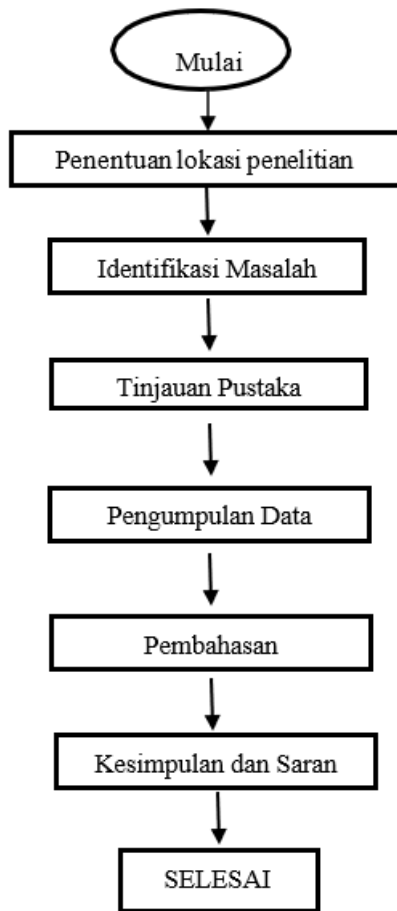 Mulai
Penentuan lokasi penelitian
Identifikasi Masalah
Tinjauan Pustaka
Pengumpulan Data
Pembahasan
Kesimpulan dan Saran
SELESAI